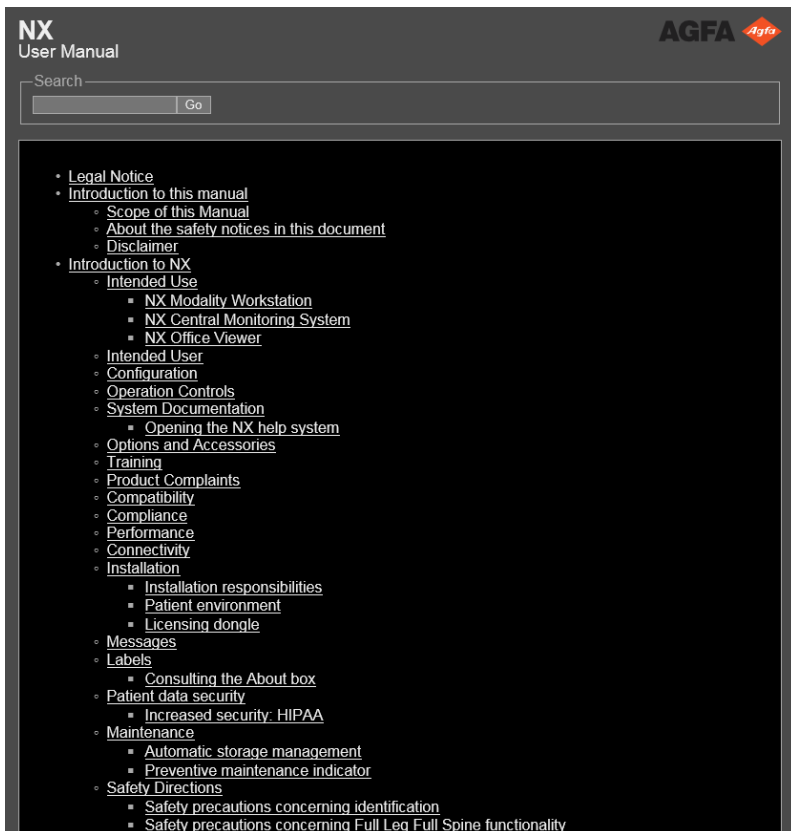 NX
AGFA Agfa
User Manual
Search
Go
• Legal Notice
• Introduction to this manual
◦ Scope of this Manual
◦ About the safety notices in this document
◦ Disclaimer
• Introduction to NX
◦ Intended Use
▪ NX Modality Workstation
▪ NX Central Monitoring System
▪ NX Office Viewer
◦ Intended User
◦ Configuration
◦ Operation Controls
◦ System Documentation
▪ Opening the NX help system
◦ Options and Accessories
◦ Training
◦ Product Complaints
◦ Compatibility
◦ Compliance
◦ Performance
◦ Connectivity
◦ Installation
▪ Installation responsibilities
▪ Patient environment
▪ Licensing dongle
◦ Messages
◦ Labels
▪ Consulting the About box
◦ Patient data security
▪ Increased security: HIPAA
◦ Maintenance
▪ Automatic storage management
▪ Preventive maintenance indicator
◦ Safety Directions
▪ Safety precautions concerning identification
▪ Safety precautions concerning Full Leg Full Spine functionality